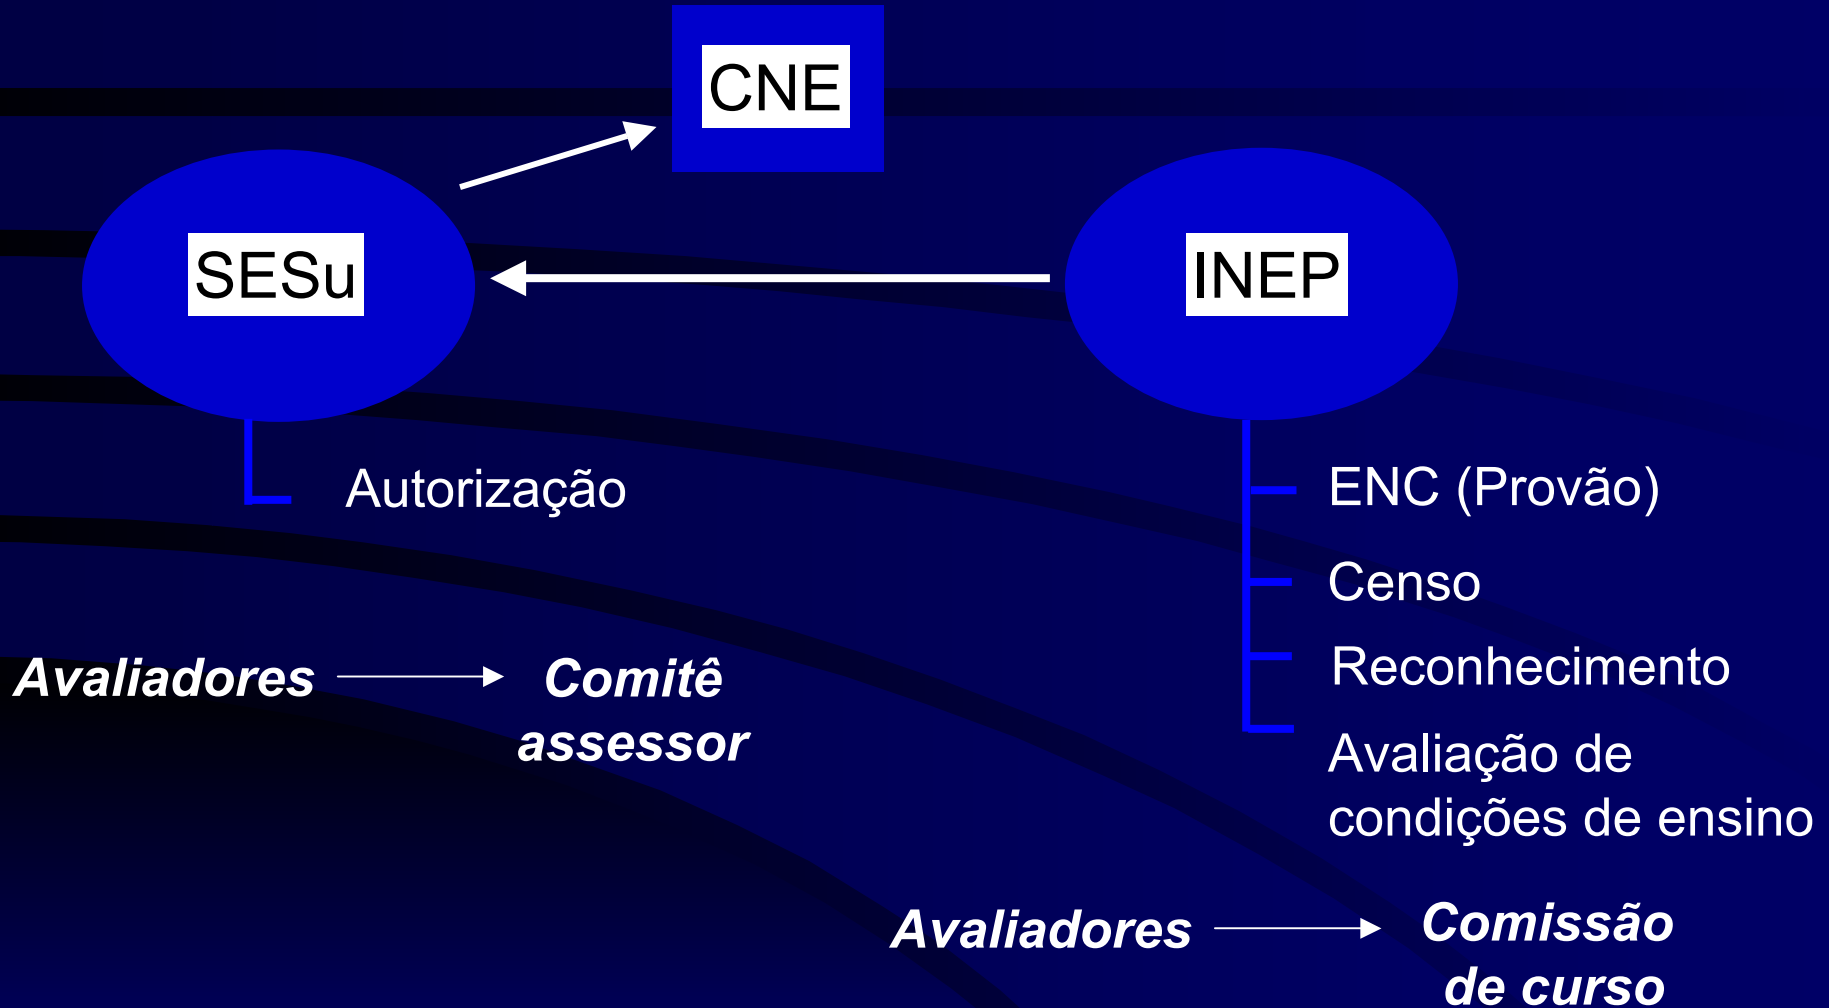 CNE
SESu
INEP
Autorização
ENC (Provão)
Censo
Reconhecimento
Avaliação de
condições de ensino
Avaliadores
Comitê
assessor
Avaliadores
Comissão
de curso